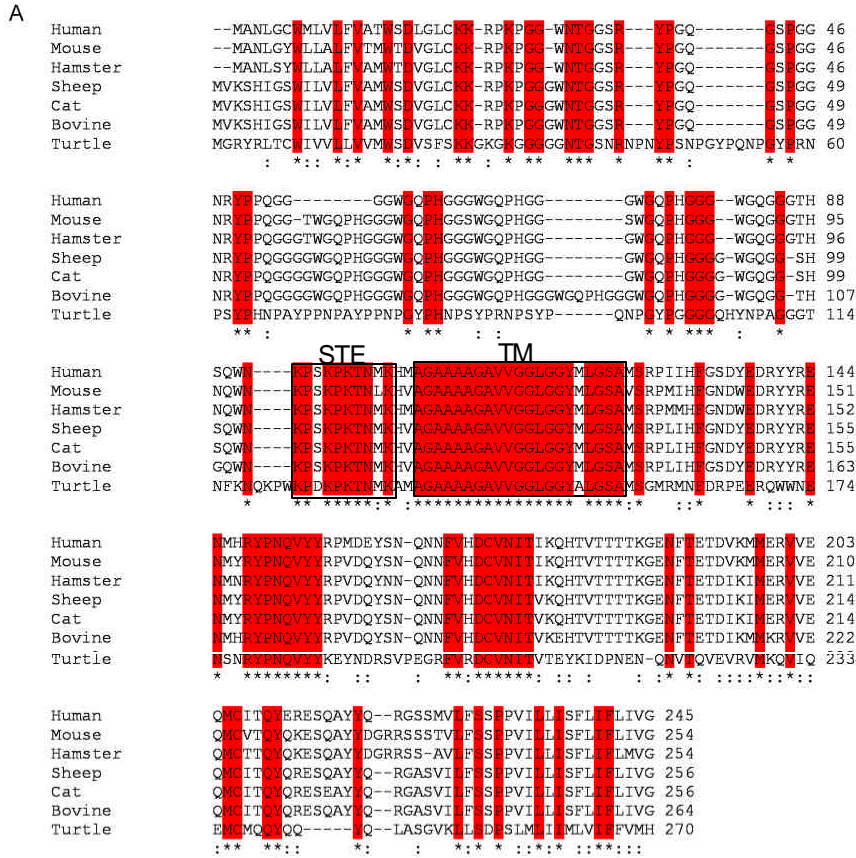 A
Human --MANLGCWMLVLFVATWSDLGLCKK-RPKPGG-WNTGGSR---YPGQ-------GSPGG 46
Mouse --MANLGYWLLALFVTMWTDVGLCKK-RPKPGG-WNTGGSR---YPGQ-------GSPGG 46
Hamster --MANLSYWLLALFVAMWTDVGLCKK-RPKPGG-WNTGGSR---YPGQ-------GSPGG 46
Sheep MVKSHIGSWILVLFVAMWSDVGLCKK-RPKPGGGWNTGGSR---YPGQ-------GSPGG 49
Cat MVKSHIGSWILVLFVAMWSDVGLCKK-RPKPGGGWNTGGSR---YPGQ-------GSPGG 49
Bovine MVKSHIGSWILVLFVAMWSDVGLCKK-RPKPGGGWNTGGSR---YPGQ-------GSPGG 49
Turtle MGRYRLTCWIVVLLVVMWSDVSFSKKGKGKPGGGWNTGSNRNPNYPSNPGYPQNPGYPRN 60
: *:: *:* *:*:: ** * ** *** * ** : * *
Human NRYPPQGG--------GGWGQPHGGGWGQPHGG--------GWGQPHGGG--WGQGGGTH 88
Mouse NRYPPQGG-TWGQPHGGGWGQPHGGSWGQPHGG--------SWGQPHGGG--WGQGGGTH 95
Hamster NRYPPQGGGTWGQPHGGGWGQPHGGGWGQPHGG--------GWGQPHGGG--WGQGGGTH 96
Sheep NRYPPQGGGGWGQPHGGGWGQPHGGGWGQPHGG--------GWGQPHGGGG-WGQGG-SH 99
Cat NRYPPQGGGGWGQPHGGGWGQPHGGGWGQPHGG--------GWGQPHGGGG-WGQGG-SH 99
Bovine NRYPPQGGGGWGQPHGGGWGQPHGGGWGQPHGGGWGQPHGGGWGQPHGGGG-WGQGG-TH 107
Turtle PSYPHNPAYPPNPAYPPNPGYPHNPSYPRNPSYP------QNPGYPGGGGQHYNPAGGGT 114
** : * ** : : * * *** : *
STE TM
Human SQWN----KPSKPKTNMKHMAGAAAAGAVVGGLGGYMLGSAMSRPIIHFGSDYEDRYYRE 144
Mouse NQWN----KPSKPKTNLKHVAGAAAAGAVVGGLGGYMLGSAVSRPMIHFGNDWEDRYYRE 151
Hamster NQWN----KPSKPKTNMKHMAGAAAAGAVVGGLGGYMLGSAMSRPMMHFGNDWEDRYYRE 152
Sheep SQWN----KPSKPKTNMKHVAGAAAAGAVVGGLGGYMLGSAMSRPLIHFGNDYEDRYYRE 155
Cat SQWN----KPSKPKTNMKHVAGAAAAGAVVGGLGGYMLGSAMSRPLIHFGNDYEDRYYRE 155
Bovine GQWN----KPSKPKTNMKHVAGAAAAGAVVGGLGGYMLGSAMSRPLIHFGSDYEDRYYRE 163
Turtle NFKNQKPWKPDKPKTNMKAMAGAAAAGAVVGGLGGYALGSAMSGMRMNFDRPEERQWWNE 174
* ** *****:* :**************** ****:* ::* * ::: *
Human NMHRYPNQVYYRPMDEYSN-QNNFVHDCVNITIKQHTVTTTTKGENFTETDVKMMERVVE 203
Mouse NMYRYPNQVYYRPVDQYSN-QNNFVHDCVNITIKQHTVTTTTKGENFTETDVKMMERVVE 210
Hamster NMNRYPNQVYYRPVDQYNN-QNNFVHDCVNITIKQHTVTTTTKGENFTETDIKIMERVVE 211
Sheep NMYRYPNQVYYRPVDQYSN-QNNFVHDCVNITVKQHTVTTTTKGENFTETDIKIMERVVE 214
Cat NMYRYPNQVYYRPVDQYSN-QNNFVHDCVNITVKQHTVTTTTKGENFTETDIKIMERVVE 214
Bovine NMHRYPNQVYYRPVDQYSN-QNNFVHDCVNITVKEHTVTTTTKGENFTETDIKMMKRVVE 222
Turtle NSNRYPNQVYYKEYNDRSVPEGRFVRDCVNITVTEYKIDPNEN-QNVTQVEVRVMKQVIQ 233
* ********: :: : ** ******: :: : : * * :::::*:*::
Human QMCITQYERESQAYYQ--RGSSMVLFSSPPVILLISFLIFLIVG 245
Mouse QMCVTQYQKESQAYYDGRRSSSTVLFSSPPVILLISFLIFLIVG 254
Hamster QMCTTQYQKESQAYYDGRRSS-AVLFSSPPVILLISFLIFLMVG 254
Sheep QMCITQYQRESQAYYQ--RGASVILFSSPPVILLISFLIFLIVG 256
Cat QMCITQYQRESEAYYQ--RGASVILFSSPPVILLISFLIFLIVG 256
Bovine QMCITQYQRESQAYYQ--RGASVILFSSPPVILLISFLIFLIVG 264
Turtle EMCMQQYQQ-----YQ--LASGVKLLSDPSLMLIIMLVIFFVMH 270
:** **:: * : *:* * ::*:* ::**:::